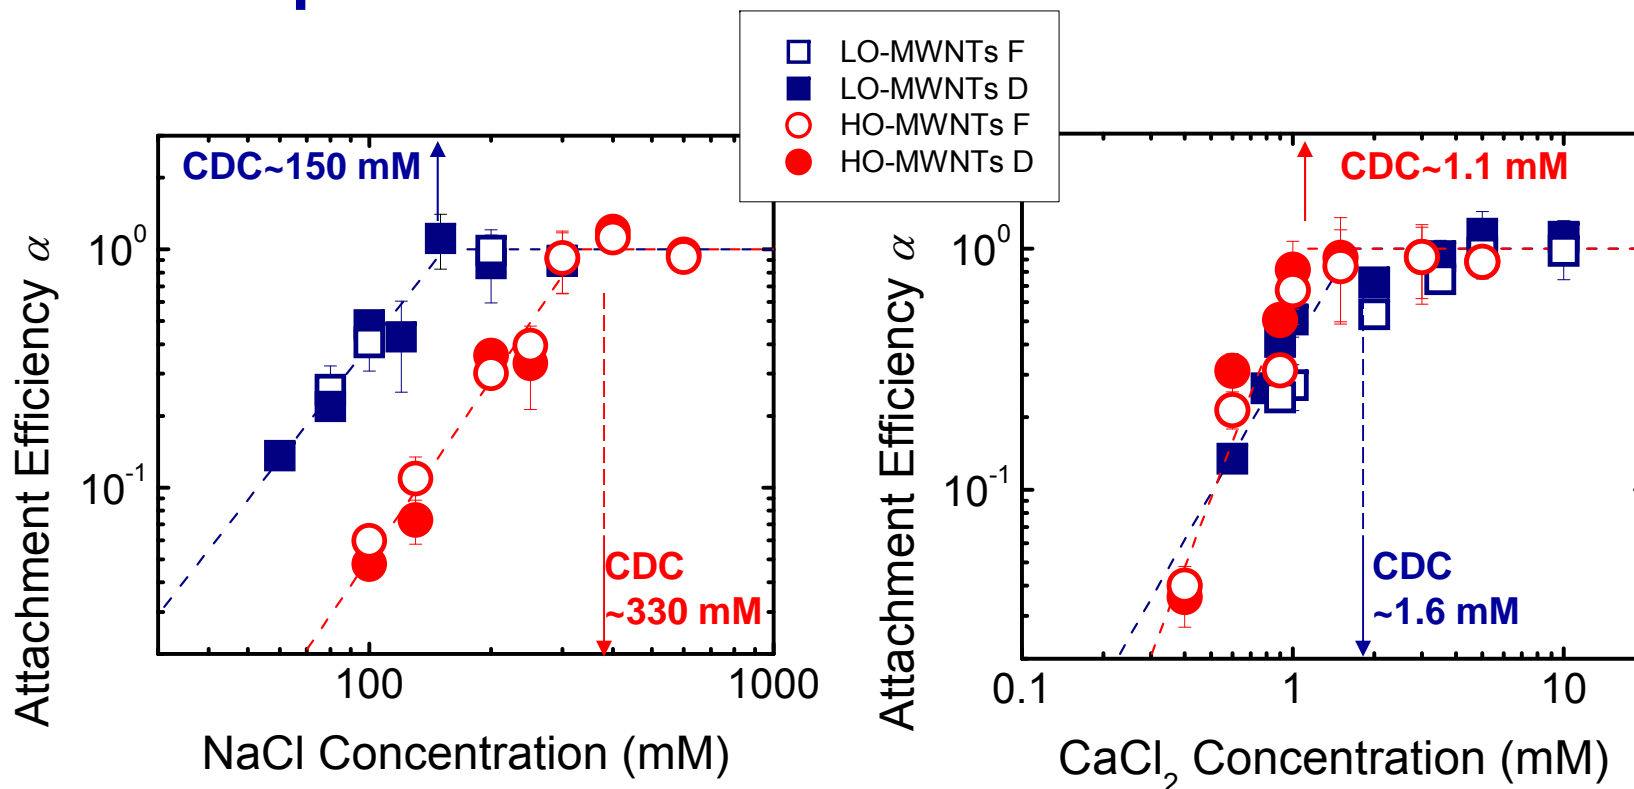 LO-MWNTs F
LO-MWNTs D
HO-MWNTs F
HO-MWNTs D
CDC~150 mM
10⁰
10⁻¹
CDC
~330 mM
100
1000
Attachment Efficiency α
NaCl Concentration (mM)
CDC~1.1 mM
10⁰
10⁻¹
CDC
~1.6 mM
0.1
1
10
Attachment Efficiency α
CaCl₂ Concentration (mM)